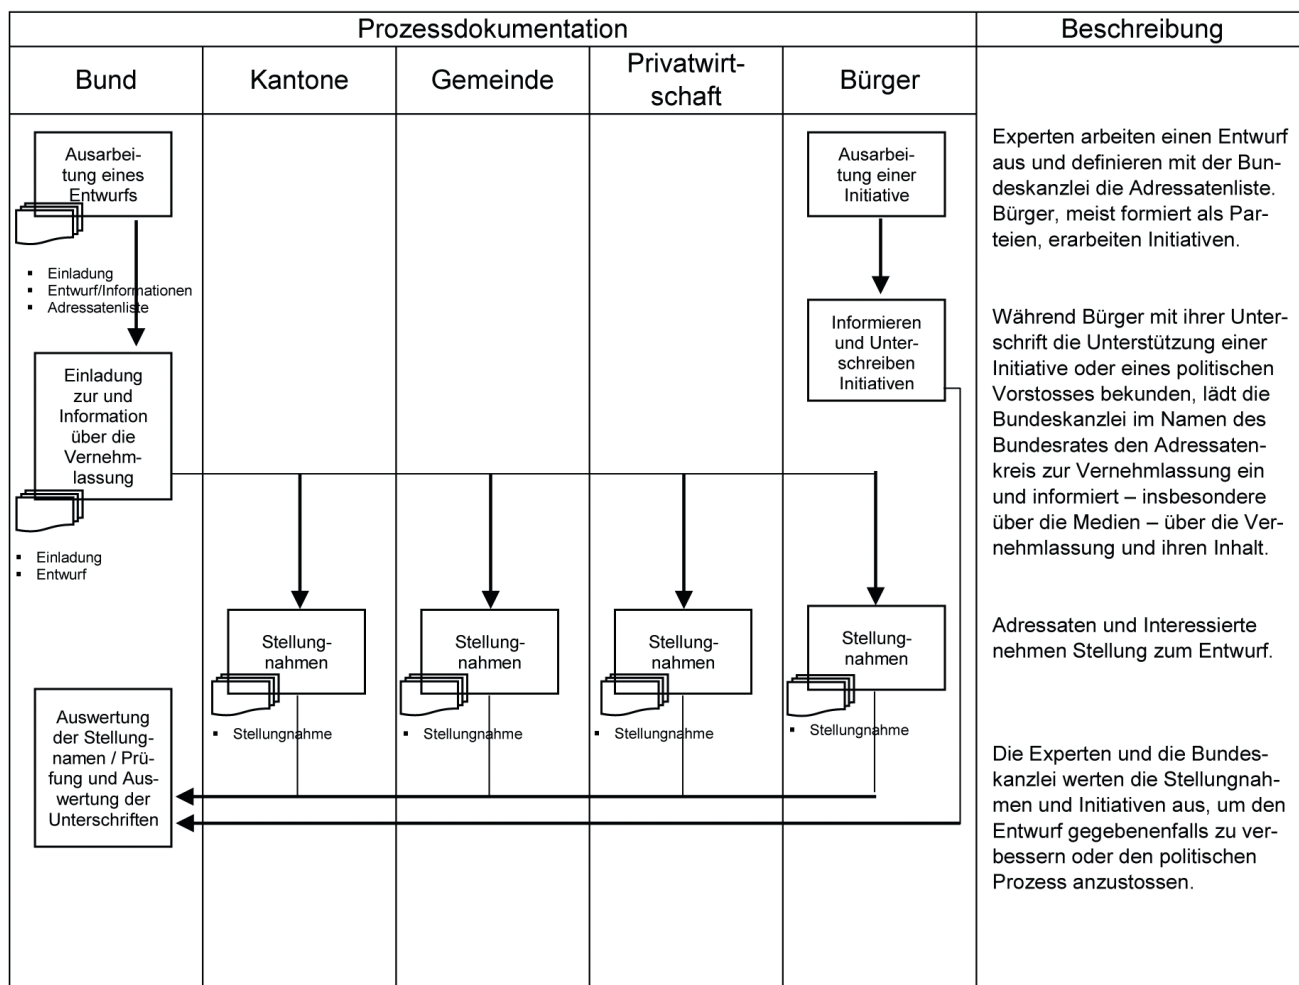 Prozessdokumentation
Beschreibung
Bund
Kantone
Gemeinde
Privatwirt-
schaft
Bürger
Ausarbei-
tung eines
Entwurfs
▪ Einladung
▪ Entwurf/Informationen
▪ Adressatenliste
Ausarbei-
tung einer
Initiative
Experten arbeiten einen Entwurf
aus und definieren mit der Bun-
deskanzlei die Adressatenliste.
Bürger, meist formiert als Par-
teien, erarbeiten Initiativen.
Einladung
zur und
Information
über die
Vernehm-
lassung
▪ Einladung
▪ Entwurf
Informieren
und Unter-
schreiben
Initiativen
Während Bürger mit ihrer Unter-
schrift die Unterstützung einer
Initiative oder eines politischen
Vorstosses bekunden, lädt die
Bundeskanzlei im Namen des
Bundesrates den Adressaten-
kreis zur Vernehmlassung ein
und informiert – insbesondere
über die Medien – über die Ver-
nehmlassung und ihren Inhalt.
Stellung-
nahmen
▪ Stellungnahme
Stellung-
nahmen
▪ Stellungnahme
Stellung-
nahmen
▪ Stellungnahme
Stellung-
nahmen
▪ Stellungnahme
Adressaten und Interessierte
nehmen Stellung zum Entwurf.
Auswertung
der Stellung-
namen / Prü-
fung und Aus-
wertung der
Unterschriften
Die Experten und die Bundes-
kanzlei werten die Stellungnah-
men und Initiativen aus, um den
Entwurf gegebenenfalls zu ver-
bessern oder den politischen
Prozess anzustossen.